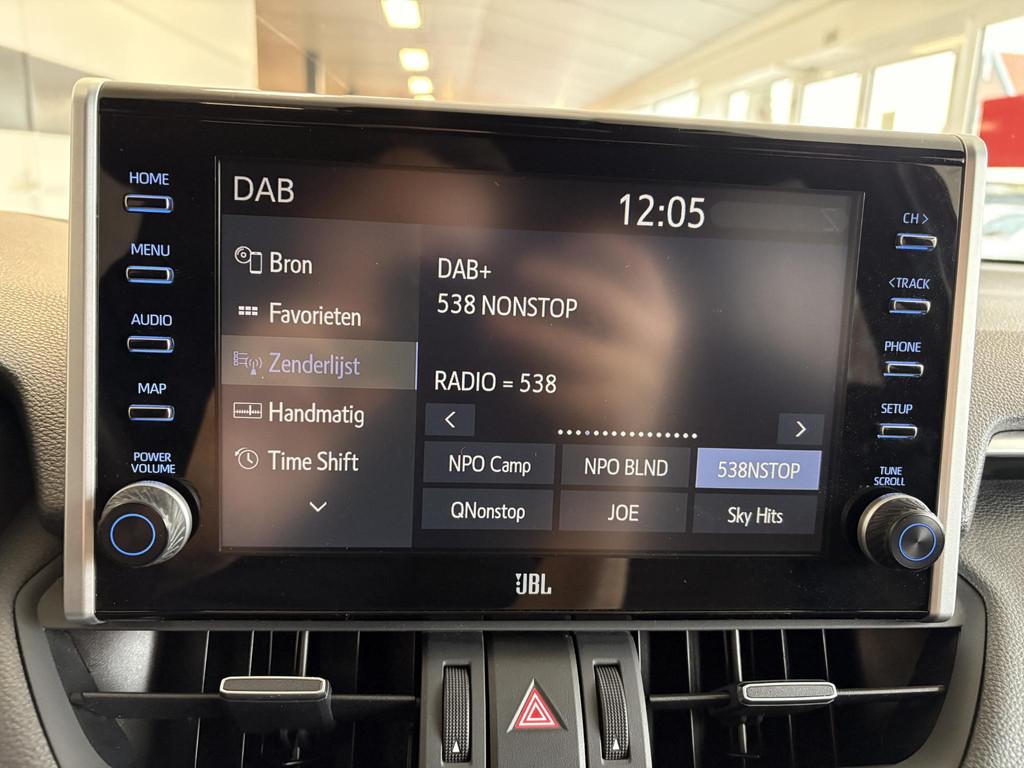 HOME
MENU
AUDIO
MAP
POWER
VOLUME
DAB
12:05
Bron
Favorieten
Zenderlijst
Handmatig
Time Shift
DAB+
538 NONSTOP
RADIO = 538
<
>
NPO Camp
NPO BLND
538NSTOP
QNonstop
JOE
Sky Hits
CH >
<TRACK
PHONE
SETUP
TUNE
SCROLL
JBL